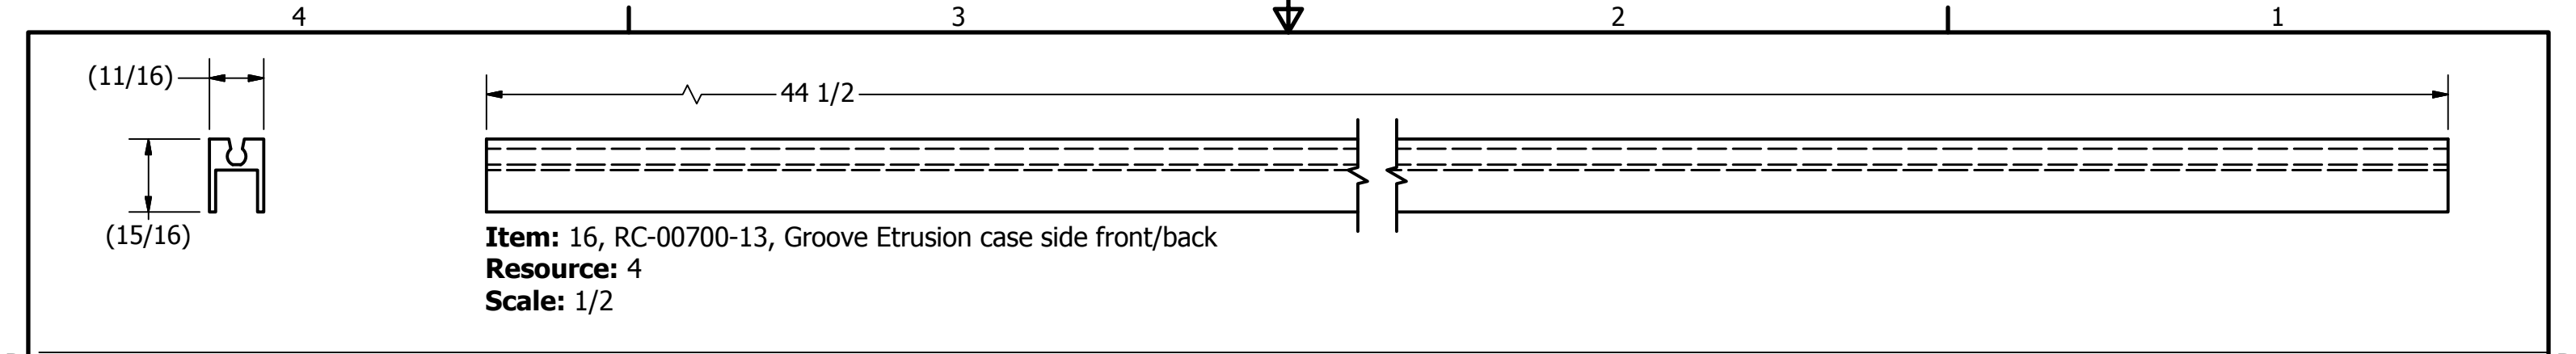 4 3 2 1
(11/16)
44 1/2
(15/16)
Item: 16, RC-00700-13, Groove Etrusion case side front/back
Resource: 4
Scale: 1/2